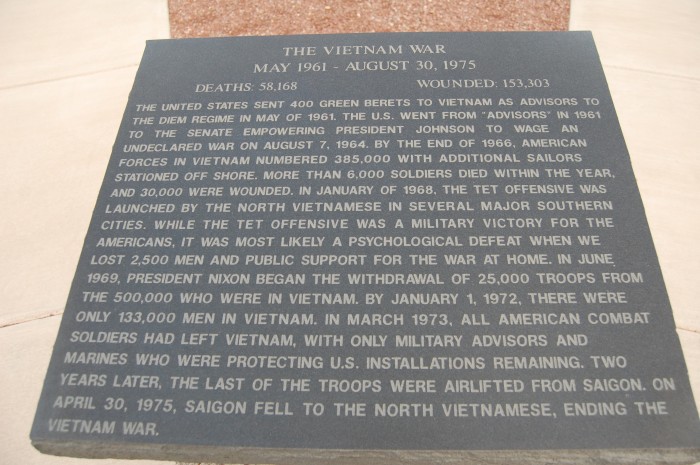 THE VIETNAM WAR
MAY 1961 - AUGUST 30, 1975
DEATHS: 58,168 WOUNDED: 153,303
THE UNITED STATES SENT 400 GREEN BERETS TO VIETNAM AS ADVISORS TO
THE DIEM REGIME IN MAY OF 1961. THE U.S. WENT FROM "ADVISORS" IN 1961
TO THE SENATE EMPOWERING PRESIDENT JOHNSON TO WAGE AN
UNDECLARED WAR ON AUGUST 7, 1964. BY THE END OF 1966, AMERICAN
FORCES IN VIETNAM NUMBERED 385,000 WITH ADDITIONAL SAILORS
STATIONED OFF SHORE. MORE THAN 6,000 SOLDIERS DIED WITHIN THE YEAR,
AND 30,000 WERE WOUNDED. IN JANUARY OF 1968, THE TET OFFENSIVE WAS
LAUNCHED BY THE NORTH VIETNAMESE IN SEVERAL MAJOR SOUTHERN
CITIES. WHILE THE TET OFFENSIVE WAS A MILITARY VICTORY FOR THE
AMERICANS, IT WAS MOST LIKELY A PSYCHOLOGICAL DEFEAT WHEN WE
LOST 2,500 MEN AND PUBLIC SUPPORT FOR THE WAR AT HOME. IN JUNE
1969, PRESIDENT NIXON BEGAN THE WITHDRAWAL OF 25,000 TROOPS FROM
THE 500,000 WHO WERE IN VIETNAM. BY JANUARY 1, 1972, THERE WERE
ONLY 133,000 MEN IN VIETNAM. IN MARCH 1973, ALL AMERICAN COMBAT
SOLDIERS HAD LEFT VIETNAM, WITH ONLY MILITARY ADVISORS AND
MARINES WHO WERE PROTECTING U.S. INSTALLATIONS REMAINING. TWO
YEARS LATER, THE LAST OF THE TROOPS WERE AIRLIFTED FROM SAIGON. ON
APRIL 30, 1975, SAIGON FELL TO THE NORTH VIETNAMESE, ENDING THE
VIETNAM WAR.